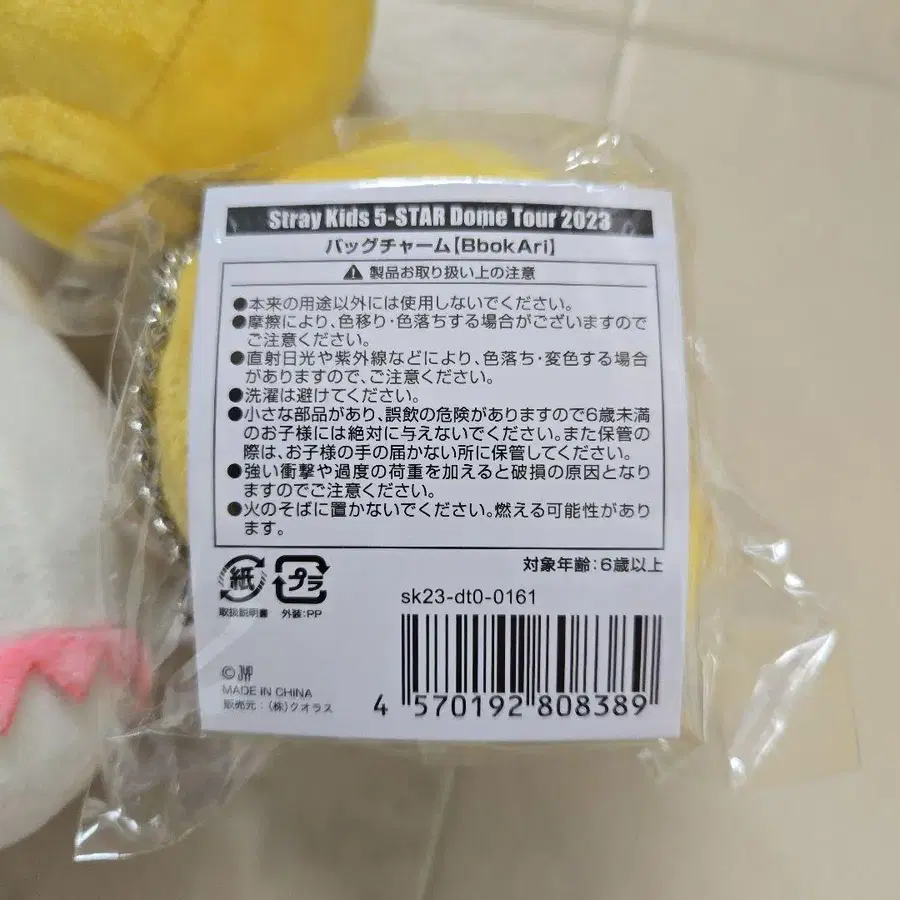 Stray Kids 5-STAR Dome Tour 2023
バッグチャーム【BbokAri】
製品お取り扱い上の注意
●本来の用途以外には使用しないでください。
●摩擦により、色移り・色落ちする場合がございますので
ご注意ください。
●直射日光や紫外線などにより、色落ち・変色する場合
がありますので、ご注意ください。
●洗濯は避けてください。
●小さな部品があり、誤飲の危険がありますので6歳未満
のお子様には絶対に与えないでください。また保管の
際は、お子様の手の届かない所に保管してください。
●強い衝撃や過度の荷重を加えると破損の原因となり
ますのでご注意ください。
●火のそばに置かないでください。燃える可能性があり
ます。
対象年齢：6歳以上
紙 プラ
取扱説明書 外装：PP
sk23-dt0-0161
© JYP
MADE IN CHINA
販売元：（株）クオラス
4 570192 808389